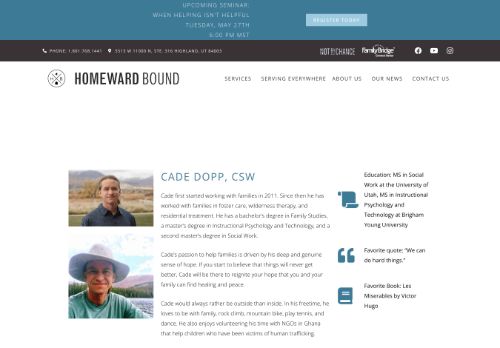 UPCOMING SEMINAR:
WHEN HELPING ISN'T HELPFUL
TUESDAY, MAY 27TH
6:00 PM MST
REGISTER TODAY
PHONE: 1.801.768.1441
5513 W 11000 N, STE. 316 HIGHLAND, UT 84003
NOTBYCHANCE
FamilyBridge
HOMEWARD BOUND
SERVICES
SERVING EVERYWHERE
ABOUT US
OUR NEWS
CONTACT US
CADE DOPP, CSW
Cade first started working with families in 2011. Since then he has
worked with families in foster care, wilderness therapy, and
residential treatment. He has a bachelor's degree in Family Studies,
a master's degree in Instructional Psychology and Technology, and a
second master's degree in Social Work.
Cade's passion to help families is driven by his deep and genuine
sense of hope. If you start to believe that things will never get
better, Cade will be there to reignite your hope that you and your
family can find healing and peace.
Cade would always rather be outside than inside. In his freetime, he
loves to be with family, rock climb, mountain bike, play tennis, and
dance. He also enjoys volunteering his time with NGOs in Ghana
that help children who have been victims of human trafficking.
Education: MS in Social
Work at the University of
Utah, MS in Instructional
Psychology and
Technology at Brigham
Young University
Favorite quote: "We can
do hard things."
Favorite Book: Les
Miserables by Victor
Hugo